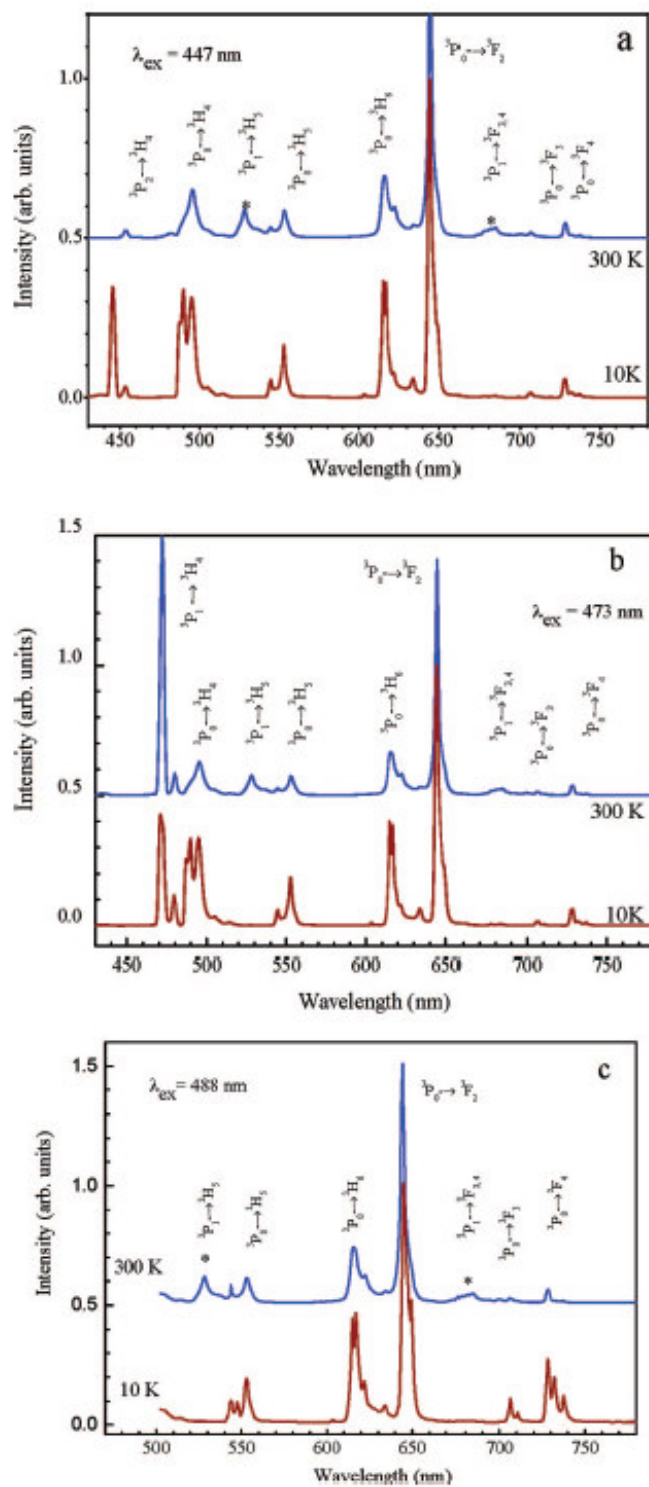 a
λex = 447 nm
³P₂→³H₄
³P₀→³H₄
³P₁→³H₅
³P₀→³H₅
³P₀→³H₆
³P₀→³F₂
³P₁→³F₃,₄
³P₀→³F₃
³P₀→³F₄
*
*
Intensity (arb. units)
1.0
0.5
0.0
300 K
10K
450 500 550 600 650 700 750
Wavelength (nm)
b
λex = 473 nm
³P₁→³H₄
³P₀→³H₄
³P₁→³H₅
³P₀→³H₅
³P₀→³H₆
³P₀→³F₂
³P₁→³F₃,₄
³P₀→³F₂
³P₀→³F₄
Intensity (arb. units)
1.5
1.0
0.5
0.0
300 K
10K
450 500 550 600 650 700 750
Wavelength (nm)
c
λex= 488 nm
³P₁→³H₅
³P₀→³H₅
³P₀→³H₆
³P₀→³F₂
³P₁→³F₃,₄
³P₀→³F₃
³P₀→³F₄
*
*
Intensity (arb. units)
1.5
1.0
0.5
0.0
300 K
10 K
500 550 600 650 700 750
Wavelength (nm)